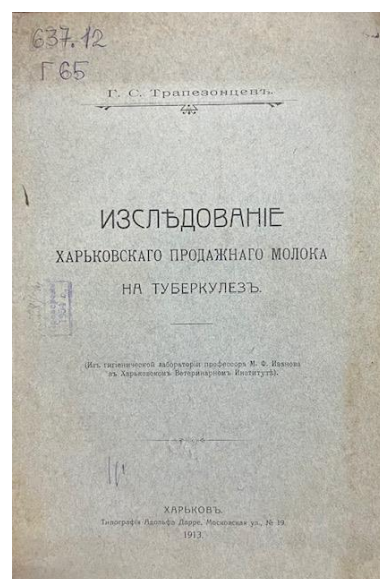 637.12
Г 65
Г. С. Трапезонцевъ.
ИЗСЛѢДОВАНІЕ
ХАРЬКОВСКАГО ПРОДАЖНАГО МОЛОКА
НА ТУБЕРКУЛЕЗЪ.
(Изъ гигіенической лабораторіи профессора М. Ф. Иванова
въ Харьковскомъ Ветеринарномъ Институтѣ).
ХАРЬКОВЪ.
Типографія Адольфа Дарре, Московская ул., № 19.
1913.